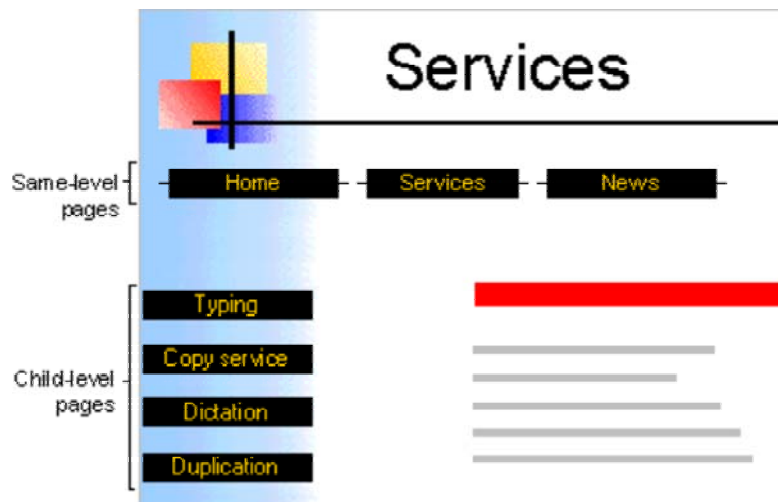 Services
Same-level
pages
Home
Services
News
Typing
Copy service
Child-level
pages
Dictation
Duplication